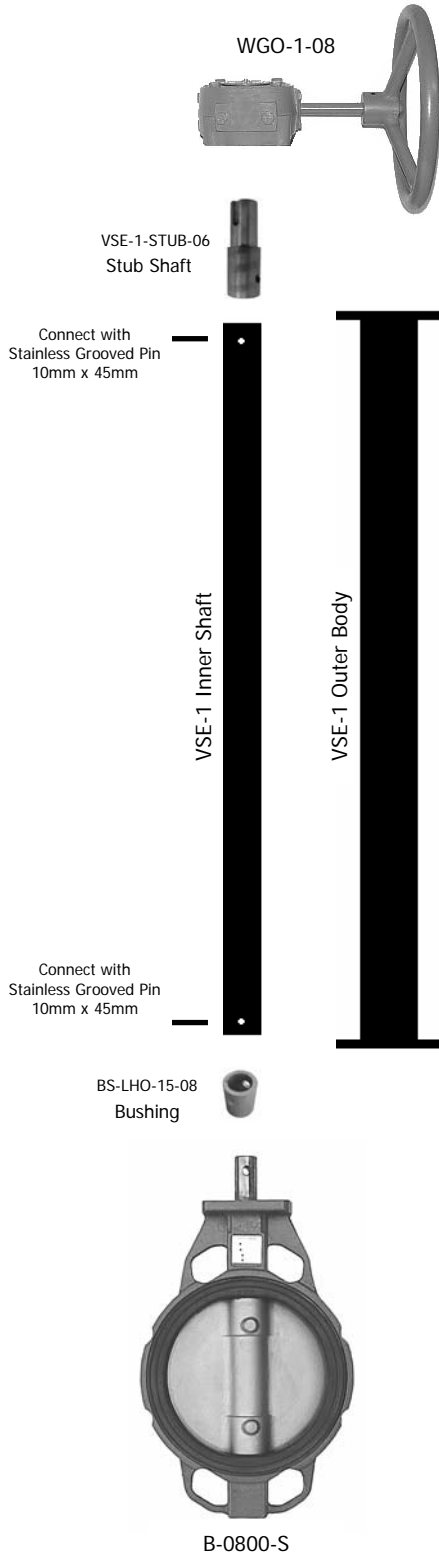 WGO-1-08
VSE-1-STUB-06
Stub Shaft
Connect with
Stainless Grooved Pin
10mm x 45mm
VSE-1 Inner Shaft
VSE-1 Outer Body
Connect with
Stainless Grooved Pin
10mm x 45mm
BS-LHO-15-08
Bushing
B-0800-S